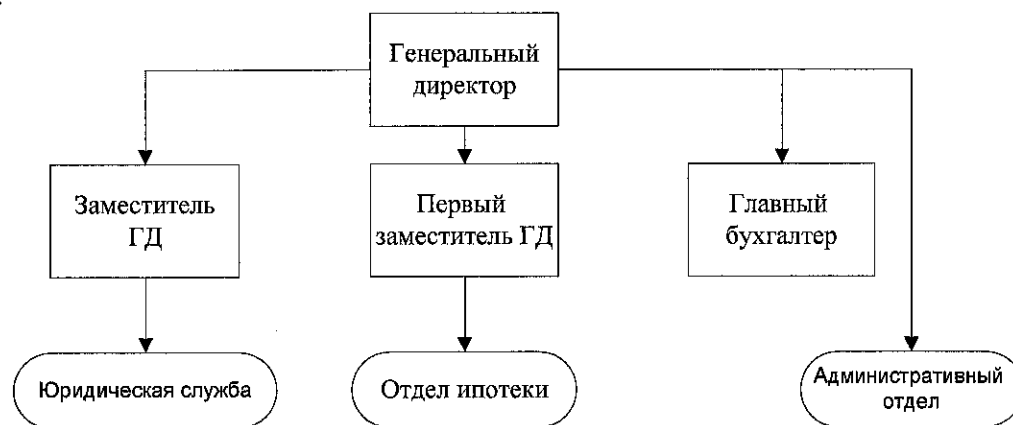 Генеральный
директор
Заместитель
ГД
Первый
заместитель ГД
Главный
бухгалтер
Юридическая служба
Отдел ипотеки
Административный
отдел